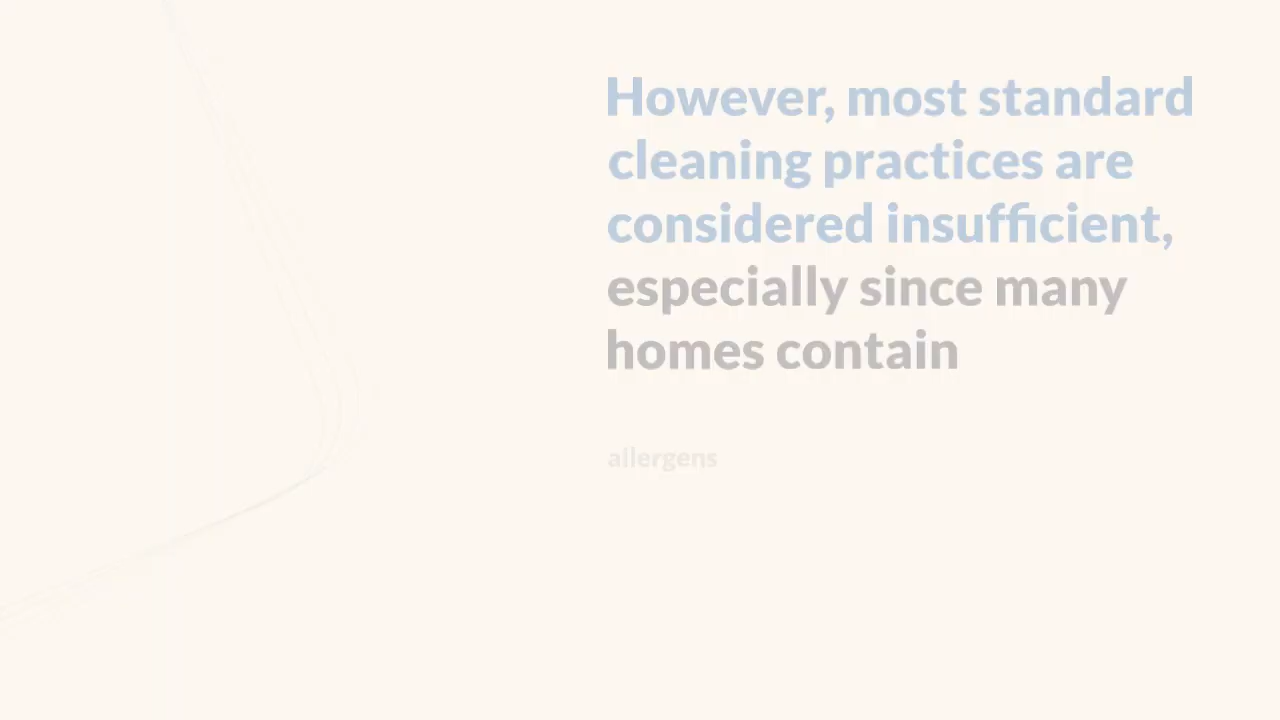 However, most standard
cleaning practices are
considered insufficient,
especially since many
homes contain
allergens